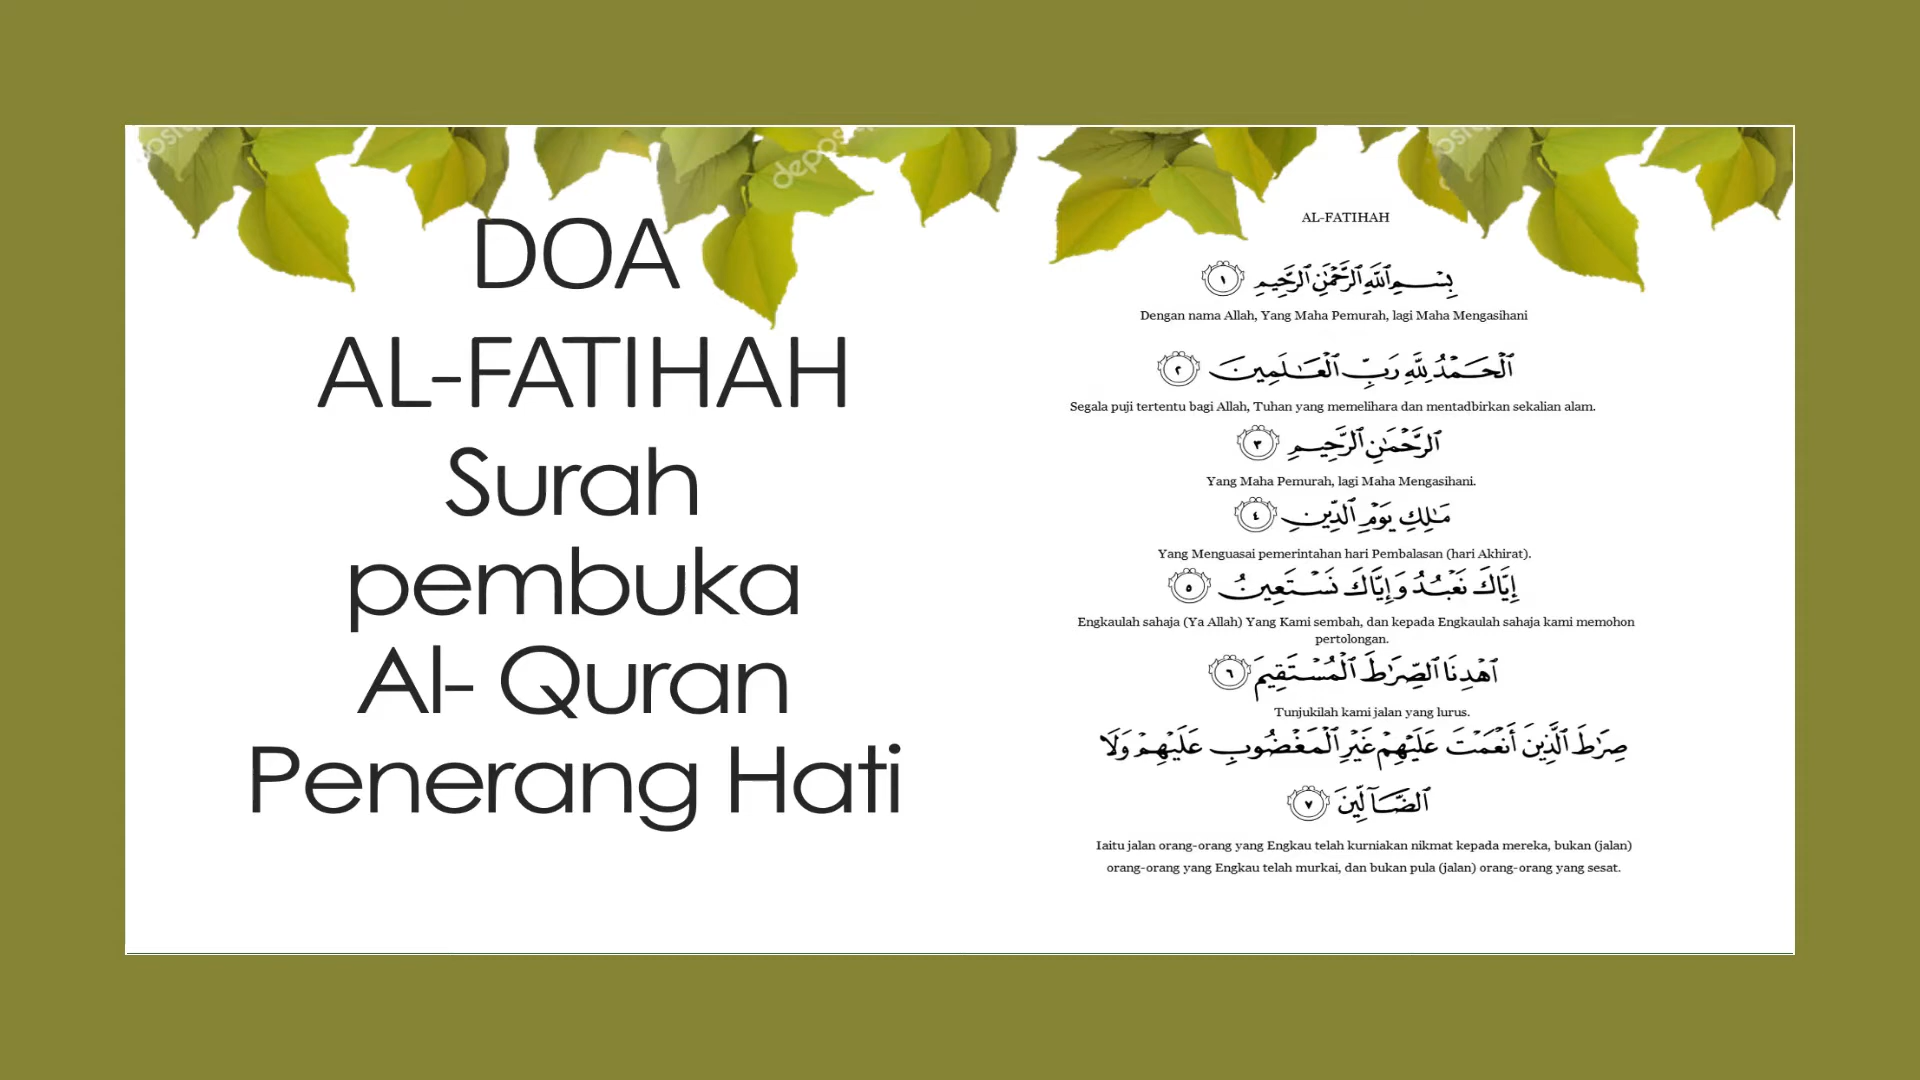 DOA
AL-FATIHAH
Surah
pembuka
Al- Quran
Penerang Hati
depos
AL-FATIHAH
بِسْمِ ٱللَّهِ ٱلرَّحْمَٰنِ ٱلرَّحِيمِ ١
Dengan nama Allah, Yang Maha Pemurah, lagi Maha Mengasihani
ٱلْحَمْدُ لِلَّهِ رَبِّ ٱلْعَـٰلَمِينَ ٢
Segala puji tertentu bagi Allah, Tuhan yang memelihara dan mentadbirkan sekalian alam.
ٱلرَّحْمَـٰنِ ٱلرَّحِيمِ ٣
Yang Maha Pemurah, lagi Maha Mengasihani.
مَـٰلِكِ يَوْمِ ٱلدِّينِ ٤
Yang Menguasai pemerintahan hari Pembalasan (hari Akhirat).
إِيَّاكَ نَعْبُدُ وَإِيَّاكَ نَسْتَعِينُ ٥
Engkaulah sahaja (Ya Allah) Yang Kami sembah, dan kepada Engkaulah sahaja kami memohon
pertolongan.
ٱهْدِنَا ٱلصِّرَٰطَ ٱلْمُسْتَقِيمَ ٦
Tunjukilah kami jalan yang lurus.
صِرَٰطَ ٱلَّذِينَ أَنْعَمْتَ عَلَيْهِمْ غَيْرِ ٱلْمَغْضُوبِ عَلَيْهِمْ وَلَا
ٱلضَّآلِّينَ ٧
Iaitu jalan orang-orang yang Engkau telah kurniakan nikmat kepada mereka, bukan (jalan)
orang-orang yang Engkau telah murkai, dan bukan pula (jalan) orang-orang yang sesat.